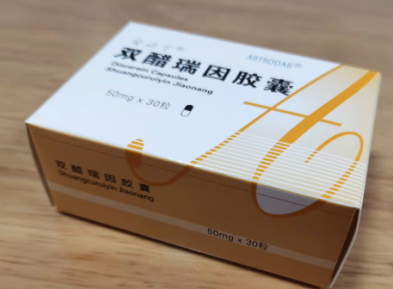 ARTRODAR®
双醋瑞因胶囊
Diacerein Capsules
Shuangcuruiyin Jiaonang
50mg x 30粒
双醋瑞因胶囊
Shuangcuruiyin Jiaonang
50mg x 30粒